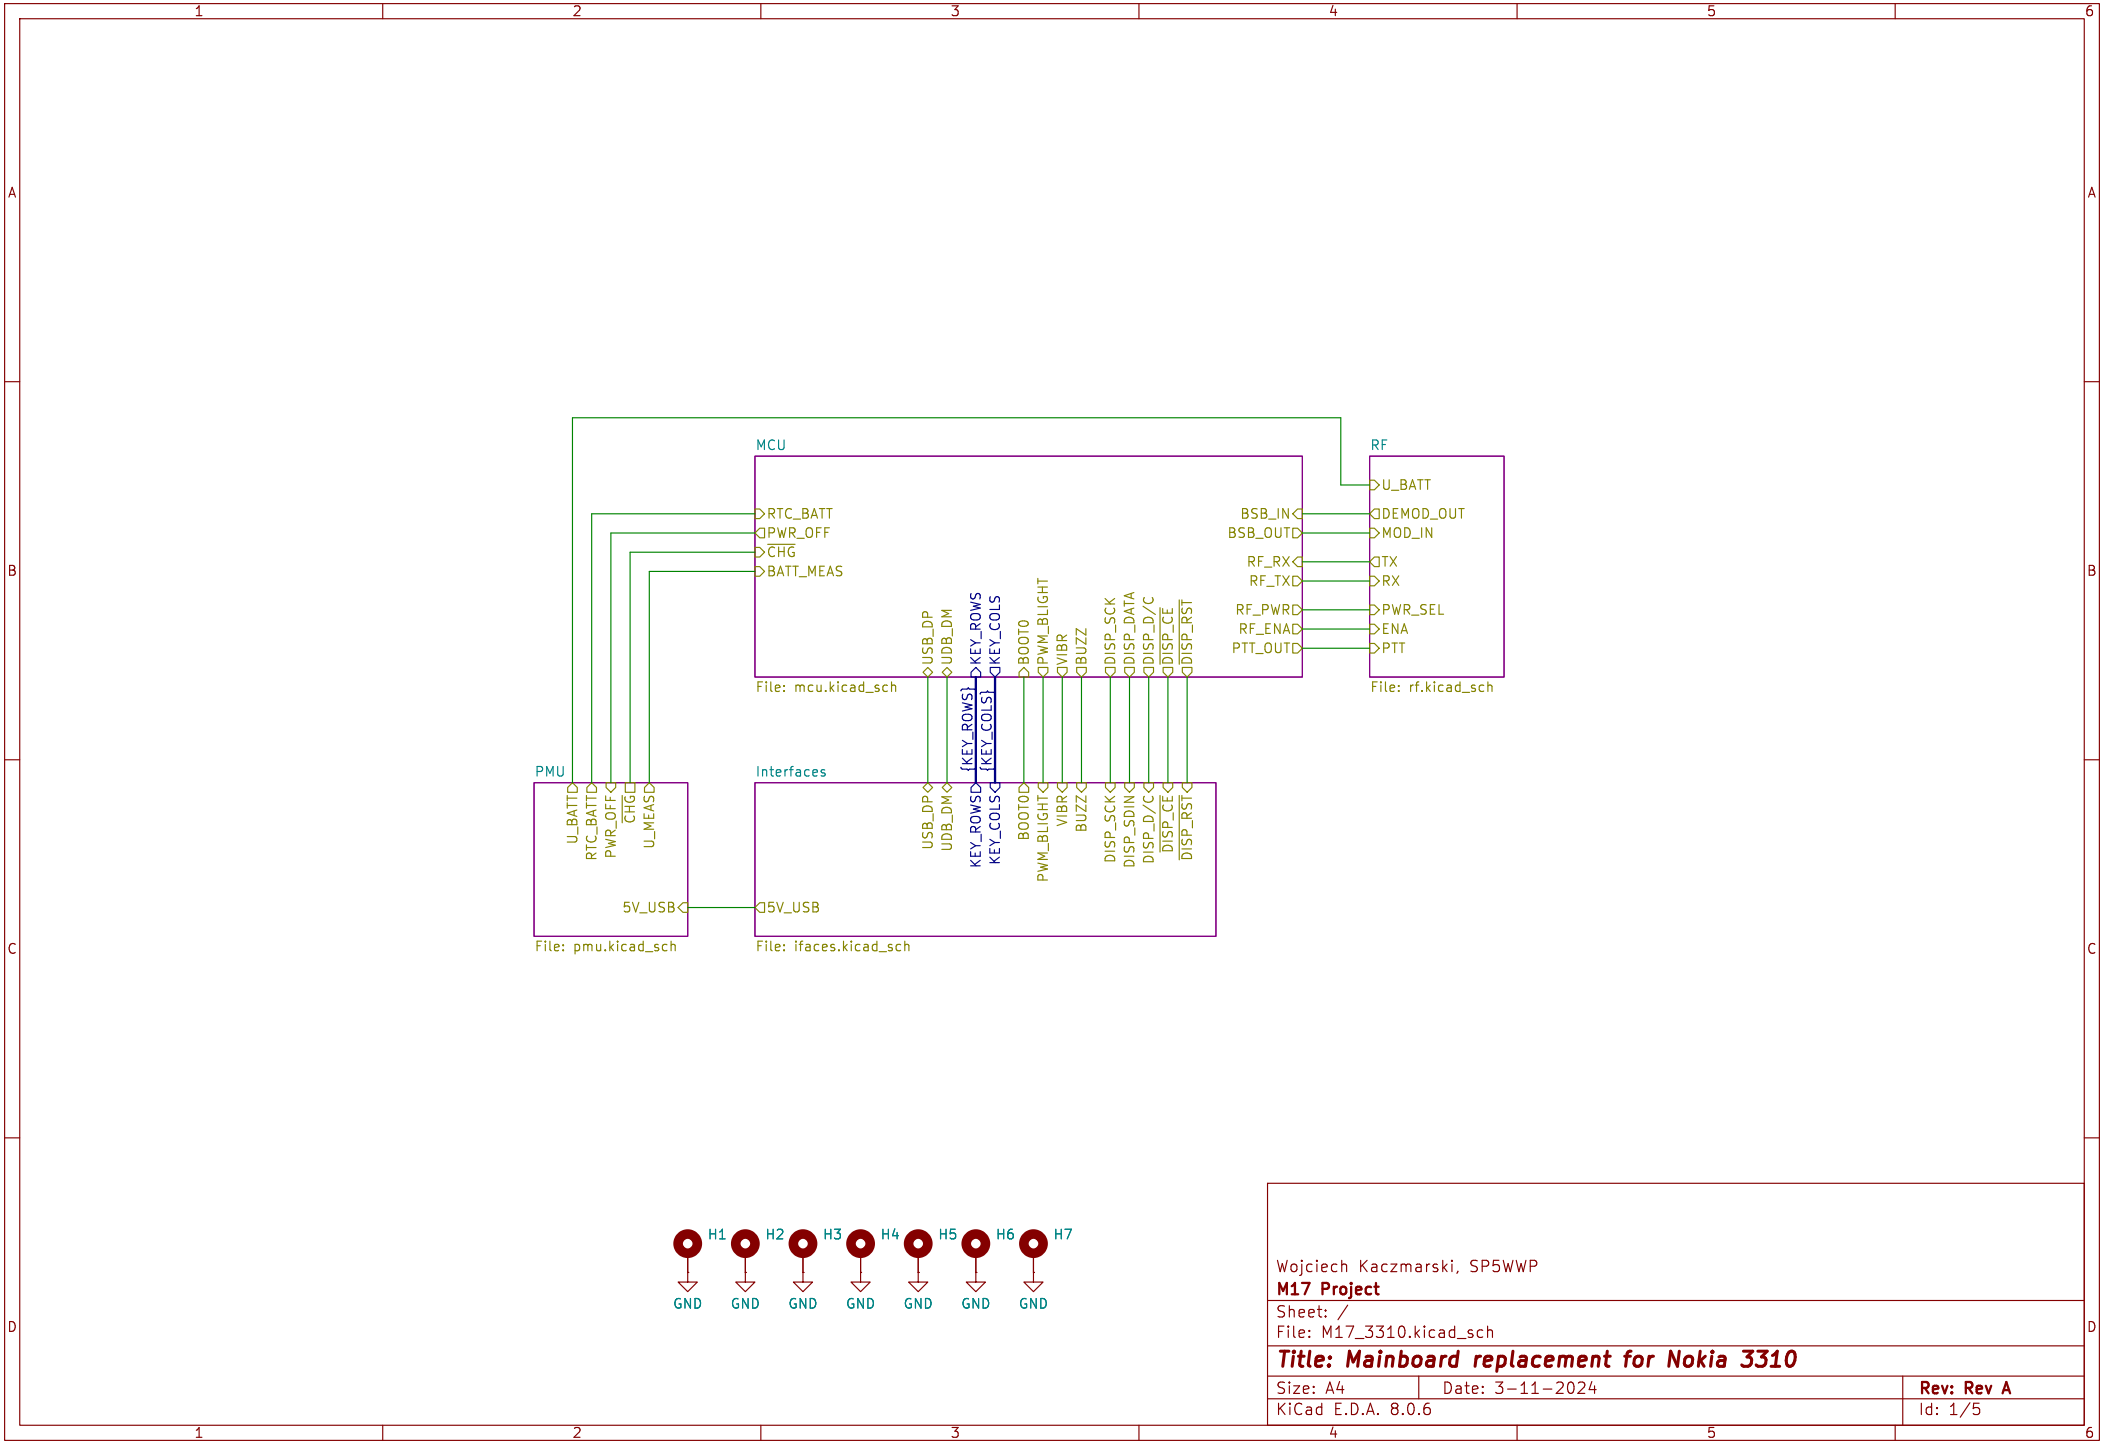 1 2 3 4 5 6
A A
MCU
RF
U_BATT
RTC_BATT
PWR_OFF
CHG
BATT_MEAS
BSB_IN
BSB_OUT
RF_RX
RF_TX
RF_PWR
RF_ENA
PTT_OUT
DEMOD_OUT
MOD_IN
TX
RX
PWR_SEL
ENA
PTT
B B
USB_DP
UDB_DM
KEY_ROWS
KEY_COLS
BOOT0
PWM_BLIGHT
VIBR
BUZZ
DISP_SCK
DISP_DATA
DISP_D/C
DISP_CE
DISP_RST
File: mcu.kicad_sch
File: rf.kicad_sch
{KEY_ROWS}
{KEY_COLS}
PMU
Interfaces
U_BATT
RTC_BATT
PWR_OFF
CHG
U_MEAS
5V_USB
USB_DP
UDB_DM
KEY_ROWS
KEY_COLS
BOOT0
PWM_BLIGHT
VIBR
BUZZ
DISP_SCK
DISP_SDIN
DISP_D/C
DISP_CE
DISP_RST
5V_USB
File: pmu.kicad_sch
File: ifaces.kicad_sch
C C
H1 H2 H3 H4 H5 H6 H7
GND GND GND GND GND GND GND
D D
Wojciech Kaczmarski, SP5WWP
M17 Project
Sheet: /
File: M17_3310.kicad_sch
Title: Mainboard replacement for Nokia 3310
Size: A4 Date: 3-11-2024 Rev: Rev A
KiCad E.D.A. 8.0.6 Id: 1/5
1 2 3 4 5 6